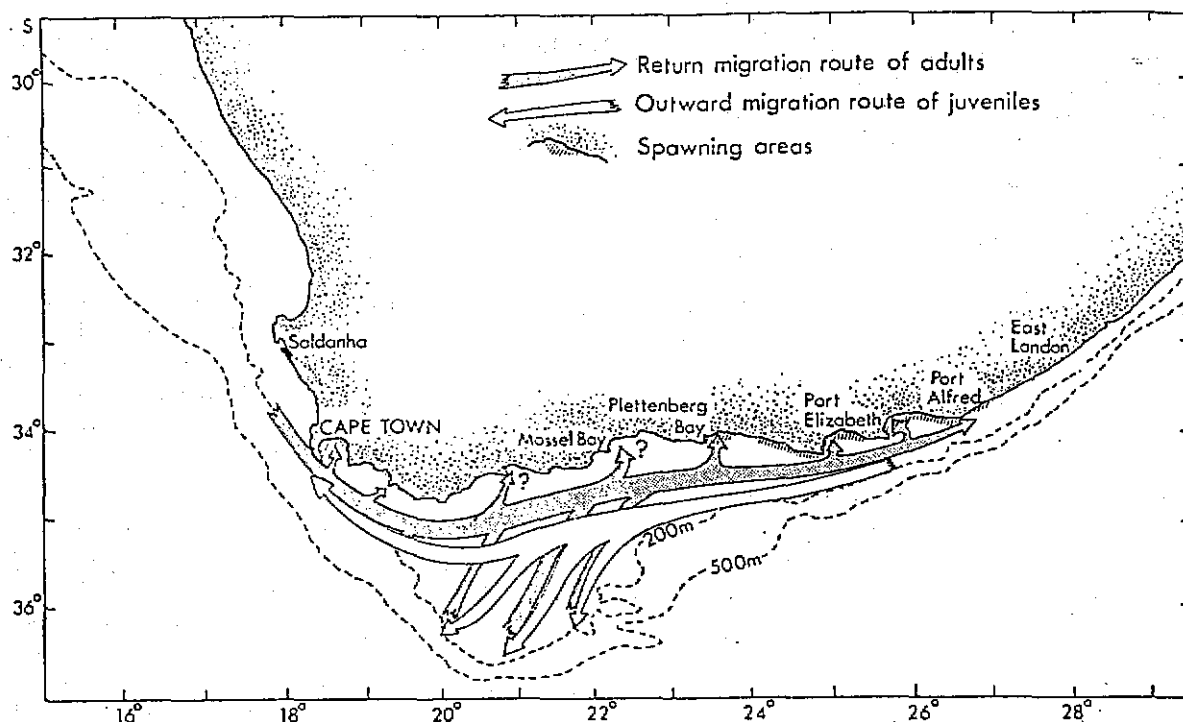 S
30°
32°
34°
36°
Return migration route of adults
Outward migration route of juveniles
Spawning areas
Saldanha
CAPE TOWN
Mossel Bay
?
?
Plettenberg
Bay
Port
Elizabeth
Port
Alfred
East
London
200m
500m
16°
18°
20°
22°
24°
26°
28°